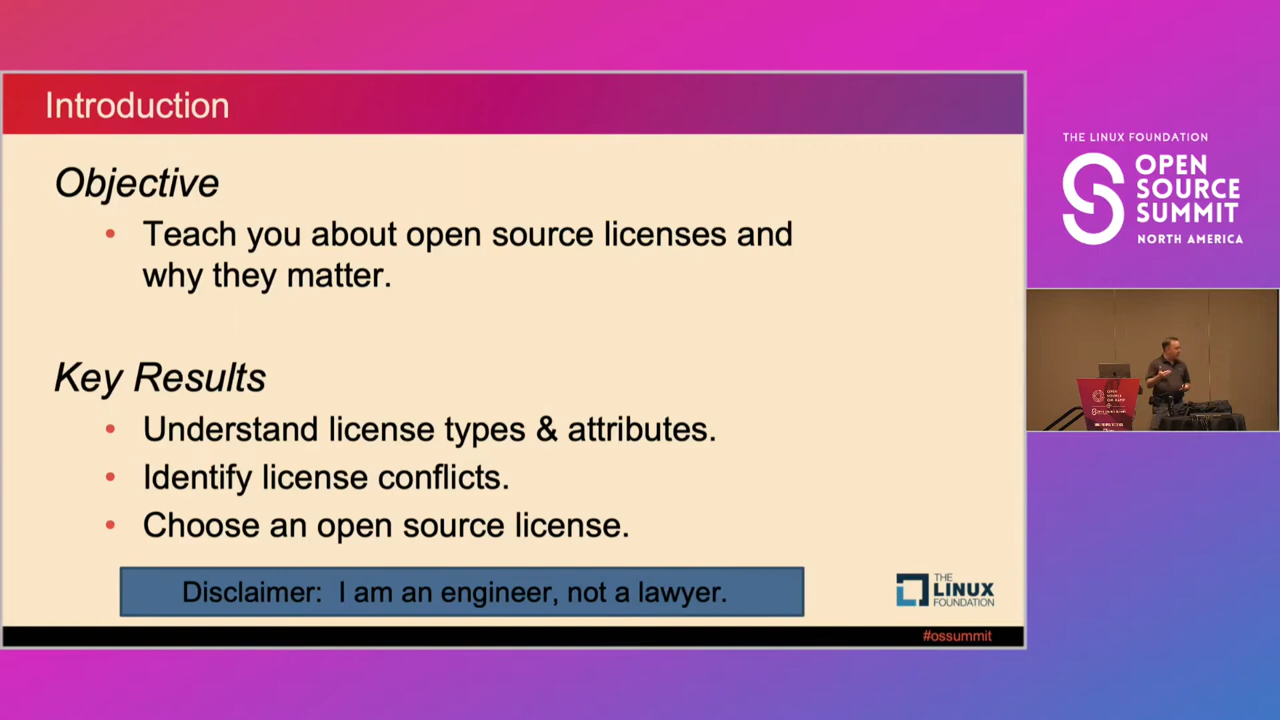 Introduction
Objective
• Teach you about open source licenses and
why they matter.
Key Results
• Understand license types & attributes.
• Identify license conflicts.
• Choose an open source license.
Disclaimer: I am an engineer, not a lawyer.
THE
LINUX
FOUNDATION
#ossummit
THE LINUX FOUNDATION
OPEN
SOURCE
SUMMIT
NORTH AMERICA